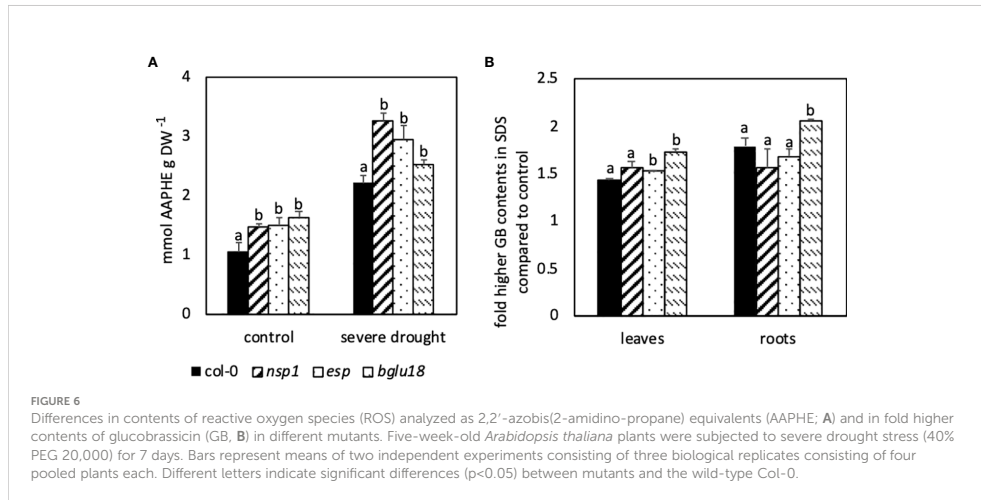 A
B
4
3
2
1
0
mmol AAPHE g DW -1
a
b
b
b
a
b
b
b
control
severe drought
2.5
2
1.5
1
0.5
0
fold higher GB contents in SDS
compared to control
a
a
b
b
a
a
a
b
leaves
roots
col-0 nsp1 esp bglu18
FIGURE 6
Differences in contents of reactive oxygen species (ROS) analyzed as 2,2′-azobis(2-amidino-propane) equivalents (AAPHE; A) and in fold higher
contents of glucobrassicin (GB, B) in different mutants. Five-week-old Arabidopsis thaliana plants were subjected to severe drought stress (40%
PEG 20,000) for 7 days. Bars represent means of two independent experiments consisting of three biological replicates consisting of four
pooled plants each. Different letters indicate significant differences (p<0.05) between mutants and the wild-type Col-0.